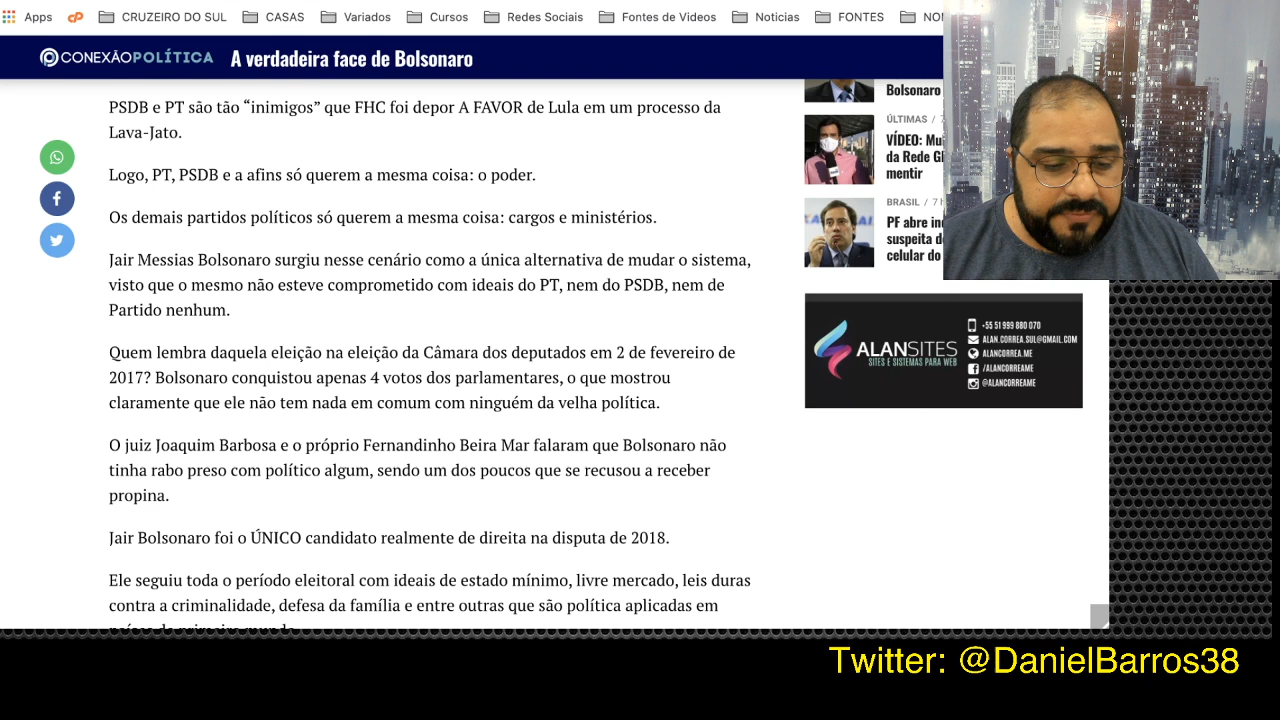 Apps
CRUZEIRO DO SUL
CASAS
Variados
Cursos
Redes Sociais
Fontes de Videos
Noticias
FONTES
CONEXÃOPOLÍTICA
A verdadeira face de Bolsonaro
PSDB e PT são tão “inimigos” que FHC foi depor A FAVOR de Lula em um processo da
Lava-Jato.
Logo, PT, PSDB e a afins só querem a mesma coisa: o poder.
Os demais partidos políticos só querem a mesma coisa: cargos e ministérios.
Jair Messias Bolsonaro surgiu nesse cenário como a única alternativa de mudar o sistema,
visto que o mesmo não esteve comprometido com ideais do PT, nem do PSDB, nem de
Partido nenhum.
Quem lembra daquela eleição na eleição da Câmara dos deputados em 2 de fevereiro de
2017? Bolsonaro conquistou apenas 4 votos dos parlamentares, o que mostrou
claramente que ele não tem nada em comum com ninguém da velha política.
O juiz Joaquim Barbosa e o próprio Fernandinho Beira Mar falaram que Bolsonaro não
tinha rabo preso com político algum, sendo um dos poucos que se recusou a receber
propina.
Jair Bolsonaro foi o ÚNICO candidato realmente de direita na disputa de 2018.
Ele seguiu toda o período eleitoral com ideais de estado mínimo, livre mercado, leis duras
contra a criminalidade, defesa da família e entre outras que são política aplicadas em
Bolsonaro
ÚLTIMAS / 7
VÍDEO:
da Rede
mentir
BRASIL / 7
PF abre
suspeita
celular do
ALANSITES
SITES E SISTEMAS PARA WEB
+55 51 999 880 070
ALAN.CORREA.SUL@GMAIL.COM
ALANCORREA.ME
/ALANCORREAME
@ALANCORREAME
Twitter: @DanielBarros38